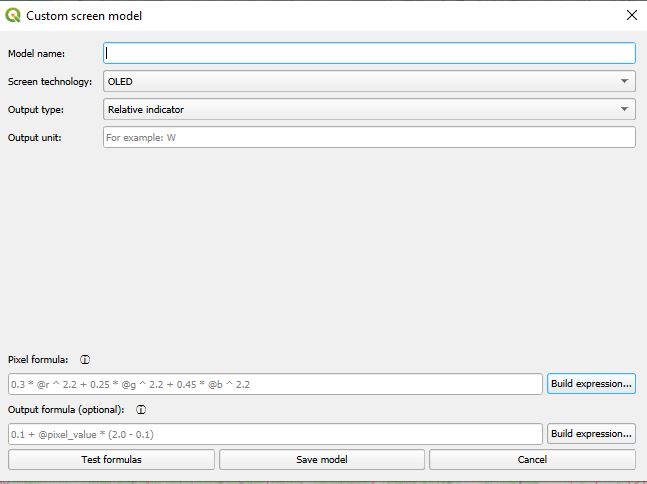 Custom screen model
Model name:
Screen technology: OLED
Output type: Relative indicator
Output unit: For example: W
Pixel formula: ⓘ
0.3 * @r ^ 2.2 + 0.25 * @g ^ 2.2 + 0.45 * @b ^ 2.2 Build expression...
Output formula (optional): ⓘ
0.1 + @pixel_value * (2.0 - 0.1) Build expression...
Test formulas Save model Cancel